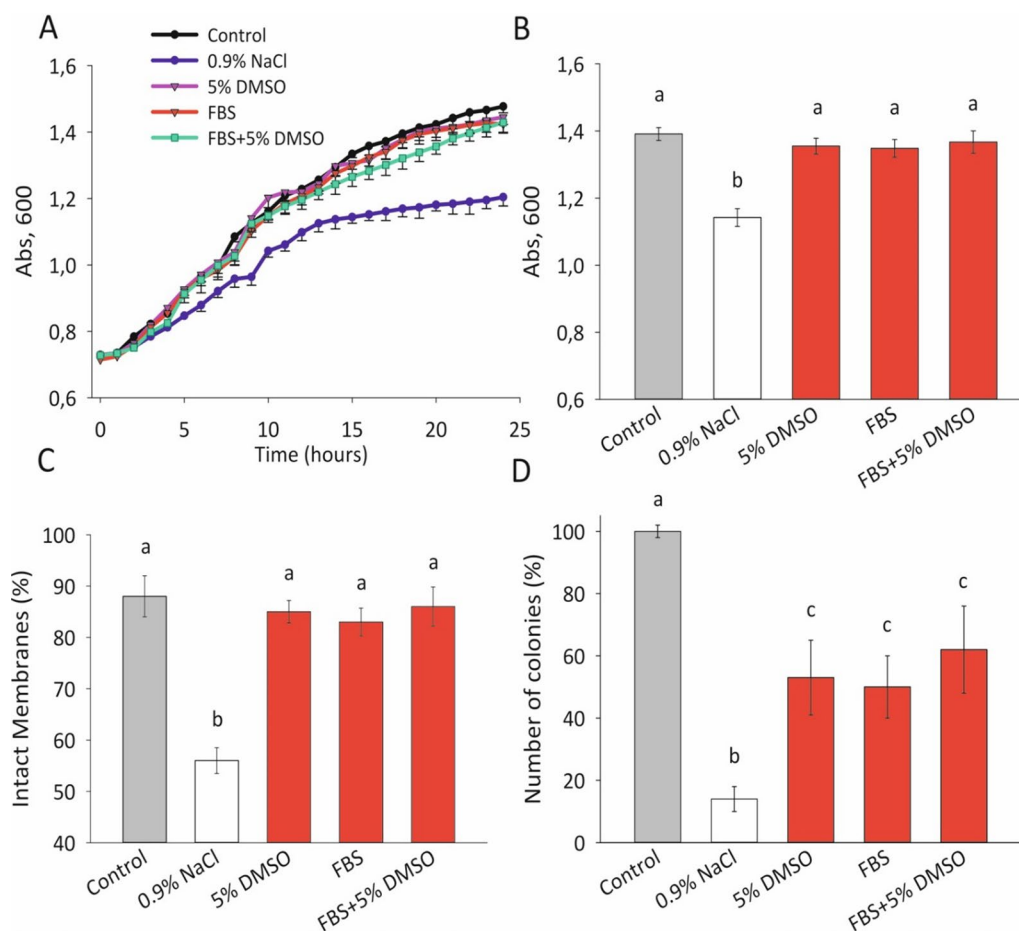 A
Control
0.9% NaCl
5% DMSO
FBS
FBS+5% DMSO
Abs, 600
1,6
1,4
1,2
1,0
0,8
0,6
0
5
10
15
20
25
Time (hours)
B
Abs, 600
1,6
1,4
1,2
1,0
0,8
0,6
a
b
a
a
a
Control
0.9% NaCl
5% DMSO
FBS
FBS+5% DMSO
C
Intact Membranes (%)
100
90
80
70
60
50
40
a
b
a
a
a
Control
0.9% NaCl
5% DMSO
FBS
FBS+5% DMSO
D
Number of colonies (%)
100
80
60
40
20
0
a
b
c
c
c
Control
0.9% NaCl
5% DMSO
FBS
FBS+5% DMSO